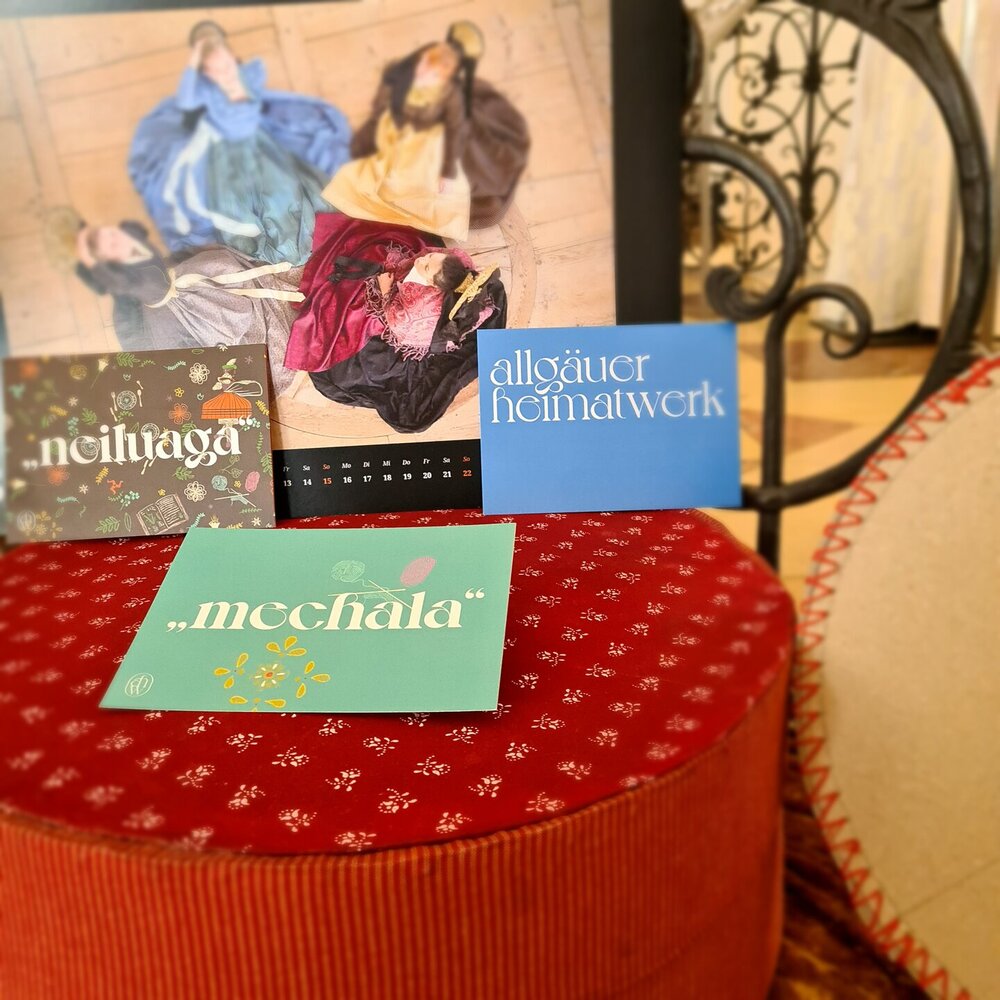 „neiluaga“
allgäuer
heimatwerk
Fr Sa So Mo Di Mi Do Fr Sa So
13 14 15 16 17 18 19 20 21 22
„mechala“